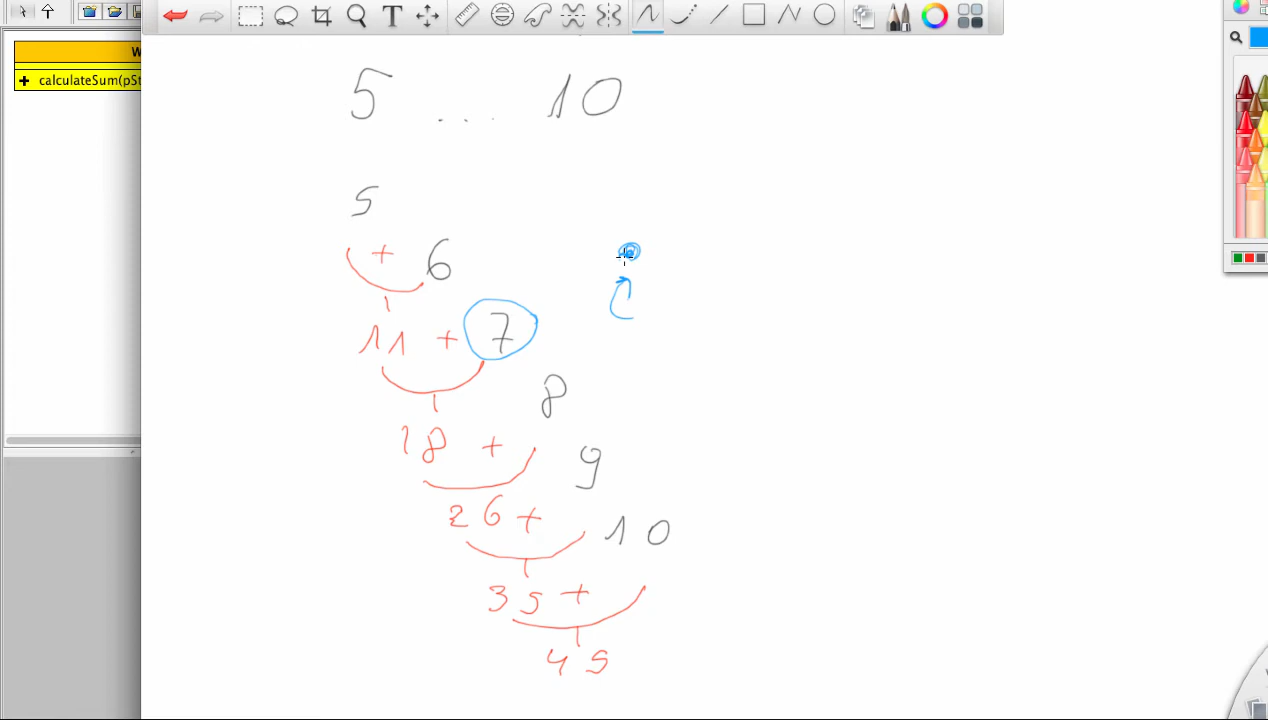 W
+ calculateSum(pSt
5 ... 10
5
+ 6
11 + 7
8
18 +
9
26 +
10
35 +
45